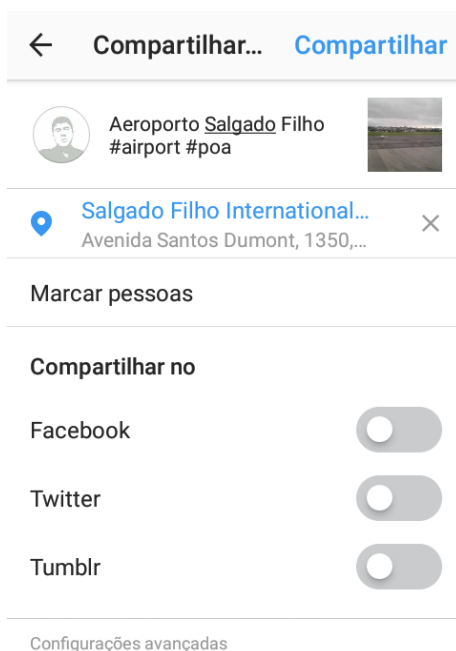 Compartilhar... Compartilhar
Aeroporto Salgado Filho
#airport #poa
Salgado Filho International...
Avenida Santos Dumont, 1350,...
Marcar pessoas
Compartilhar no
Facebook
Twitter
Tumblr
Configurações avançadas